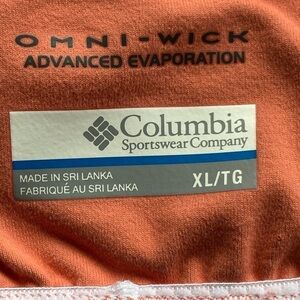 OMNI-WICK
ADVANCED EVAPORATION
Columbia
Sportswear Company
MADE IN SRI LANKA
FABRIQUÉ AU SRI LANKA
XL/TG